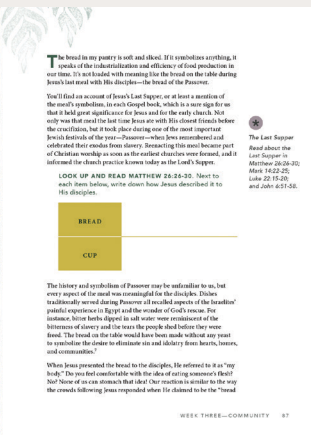 The bread in my pantry is soft and sliced. If it symbolizes anything, it
speaks of the industrialization and efficiency of food production in
our time. It's not loaded with meaning like the bread on the table during
Jesus's last meal with His disciples—the bread of the Passover.
You'll find an account of Jesus's Last Supper, or at least a mention of
the meal's symbolism, in each Gospel book, which is a sure sign for us
that it held great significance for Jesus and for the early church. Not
only was that meal the last time Jesus ate with His closest friends before
the crucifixion, but it took place during one of the most important
Jewish festivals of the year—Passover—when Jews remembered and
celebrated their exodus from slavery. Reenacting this meal became part
of Christian worship as soon as the earliest churches were formed, and it
informed the church practice known today as the Lord's Supper.
The Last Supper
Read about the
Last Supper in
Matthew 26:26-30;
Mark 14:22-25;
Luke 22:15-20;
and John 6:51-58.
LOOK UP AND READ MATTHEW 26:26-30. Next to
each item below, write down how Jesus described it to
His disciples.
BREAD
CUP
The history and symbolism of Passover may be unfamiliar to us, but
every aspect of the meal was meaningful for the disciples. Dishes
traditionally served during Passover all recalled aspects of the Israelites'
painful experience in Egypt and the wonder of God's rescue. For
instance, bitter herbs dipped in salt water were reminiscent of the
bitterness of slavery and the tears the people shed before they were
freed. The bread on the table would have been made without any yeast
to symbolize the desire to eliminate sin and idolatry from hearts, homes,
and communities.
When Jesus presented the bread to the disciples, He referred to it as "my
body." Do you feel comfortable with the idea of eating someone's flesh?
No? None of us can stomach that idea! Our reaction is similar to the way
the crowds following Jesus responded when He claimed to be the "bread
WEEK THREE—COMMUNITY 87